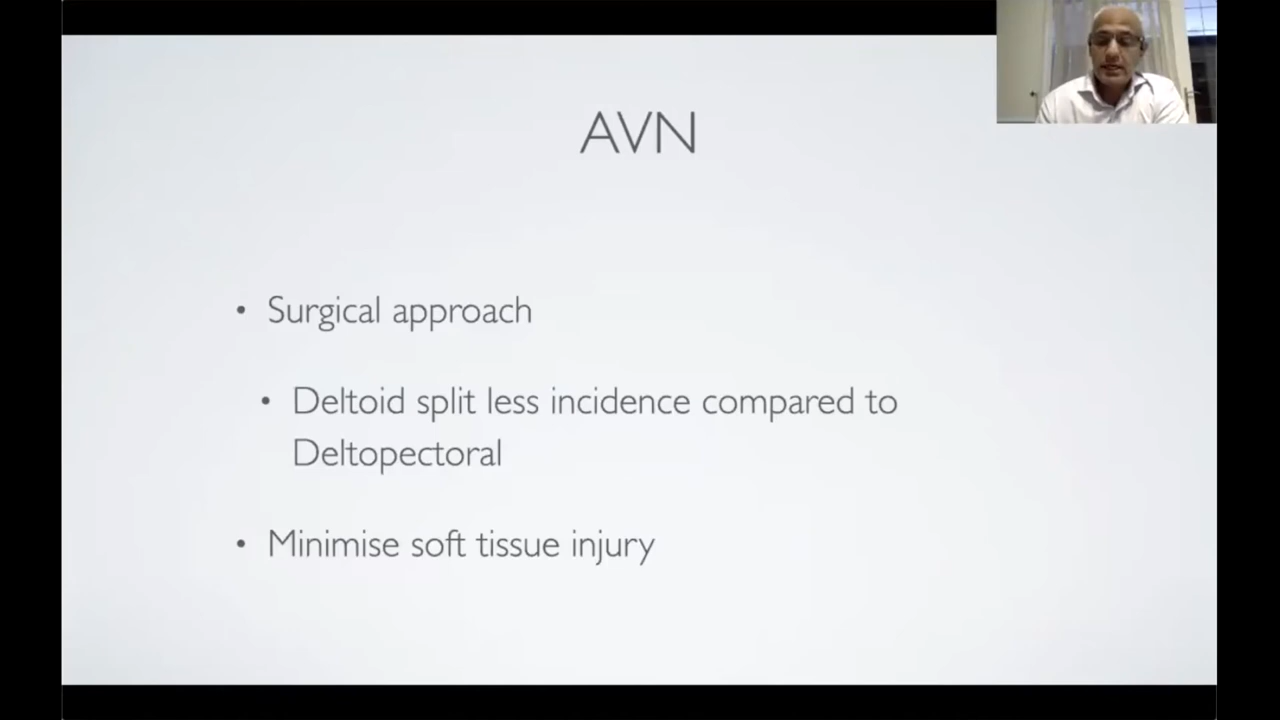 AVN
• Surgical approach
• Deltoid split less incidence compared to
Deltopectoral
• Minimise soft tissue injury